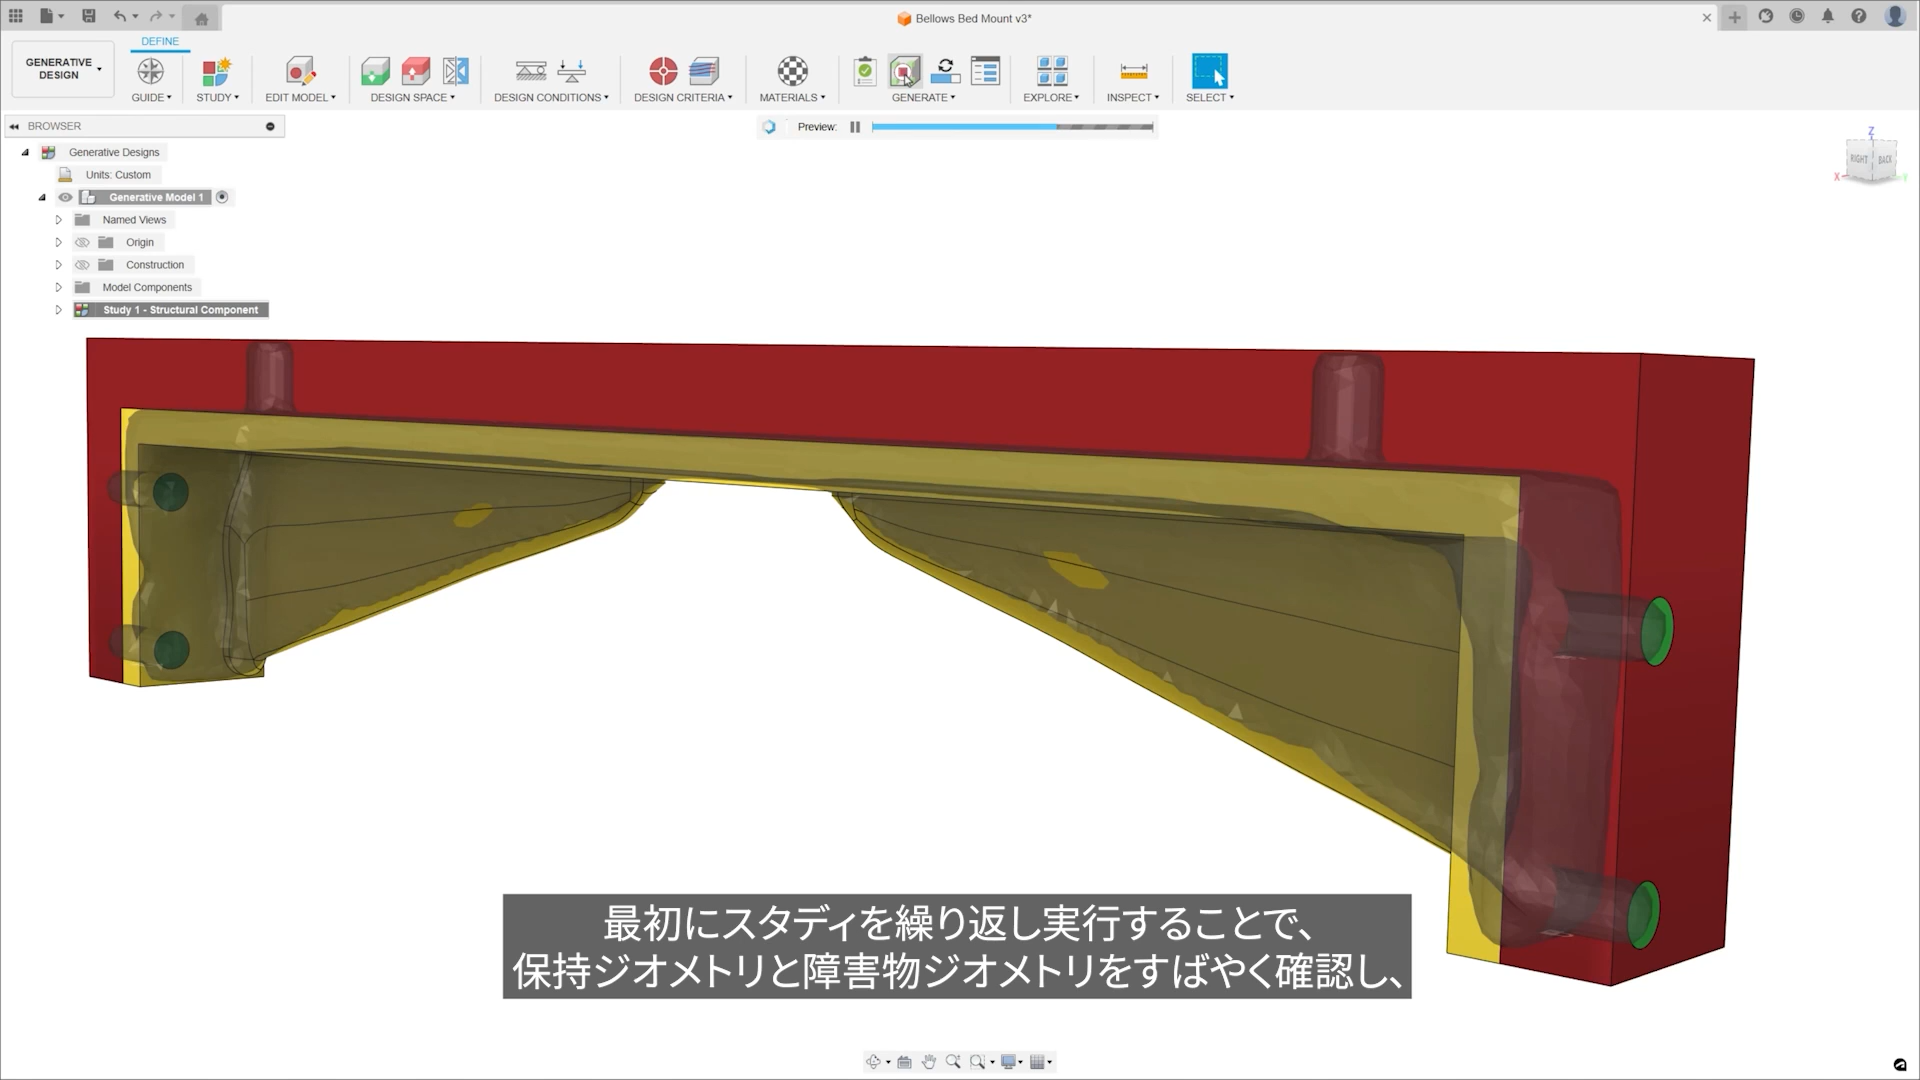 Bellows Bed Mount v3*
GENERATIVE
DESIGN
DEFINE
GUIDE
STUDY
EDIT MODEL
DESIGN SPACE
DESIGN CONDITIONS
DESIGN CRITERIA
MATERIALS
GENERATE
EXPLORE
INSPECT
SELECT
BROWSER
Preview:
Generative Designs
Units: Custom
Generative Model 1
Named Views
Origin
Construction
Model Components
Study 1 - Structural Component
Z
RIGHT
BACK
X
Y
最初にスタディを繰り返し実行することで、
保持ジオメトリと障害物ジオメトリをすばやく確認し、